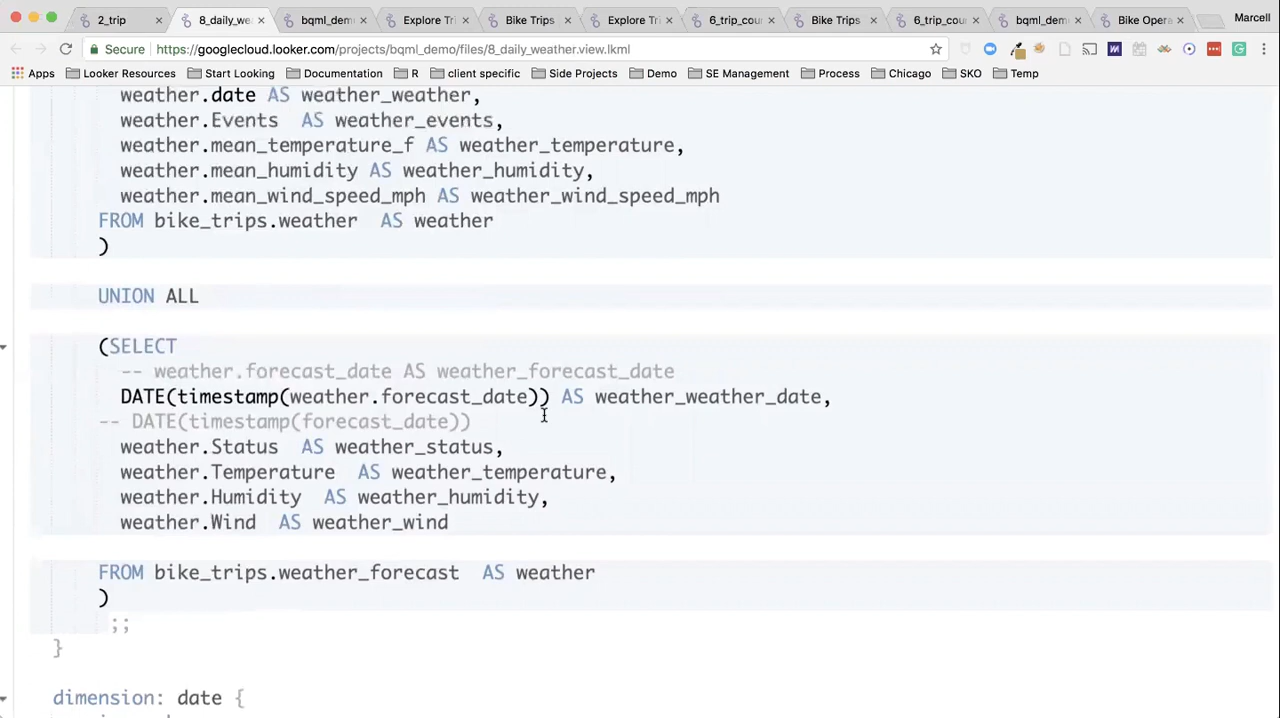 2_trip
8_daily_we
bqml_dem
Explore Tri
Bike Trips
Explore Tri
6_trip_cou
Bike Trips
6_trip_cou
bqml_dem
Bike Opera
Marcell
Secure
https://googlecloud.looker.com/projects/bqml_demo/files/8_daily_weather.view.lkml
Apps
Looker Resources
Start Looking
Documentation
R
client specific
Side Projects
Demo
SE Management
Process
Chicago
SKO
Temp
weather.date AS weather_weather,
weather.Events AS weather_events,
weather.mean_temperature_f AS weather_temperature,
weather.mean_humidity AS weather_humidity,
weather.mean_wind_speed_mph AS weather_wind_speed_mph
FROM bike_trips.weather AS weather
)
UNION ALL
(SELECT
-- weather.forecast_date AS weather_forecast_date
DATE(timestamp(weather.forecast_date)) AS weather_weather_date,
-- DATE(timestamp(forecast_date))
weather.Status AS weather_status,
weather.Temperature AS weather_temperature,
weather.Humidity AS weather_humidity,
weather.Wind AS weather_wind
FROM bike_trips.weather_forecast AS weather
)
;;
}
dimension: date {